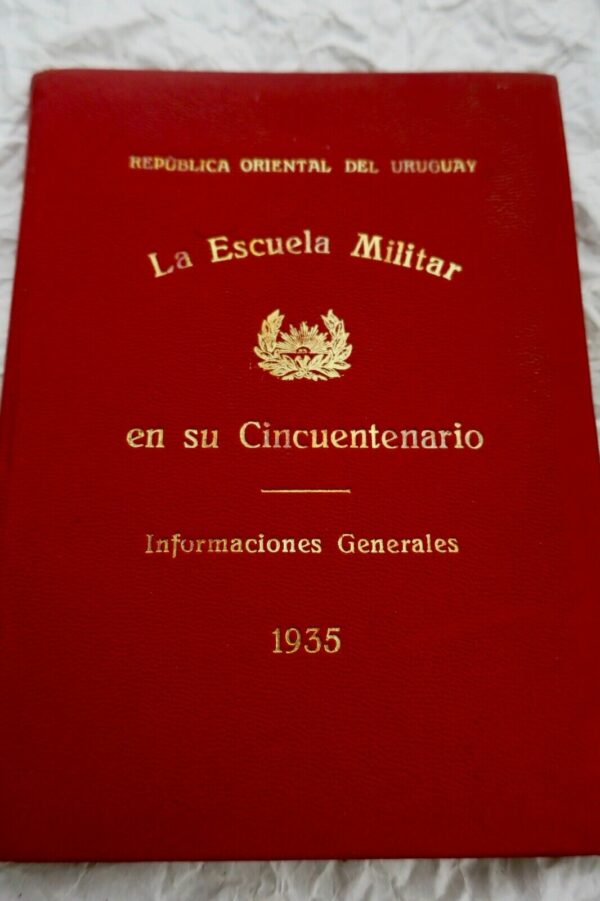 REPÚBLICA ORIENTAL DEL URUGUAY
La Escuela Militar
en su Cincuentenario
Informaciones Generales
1935